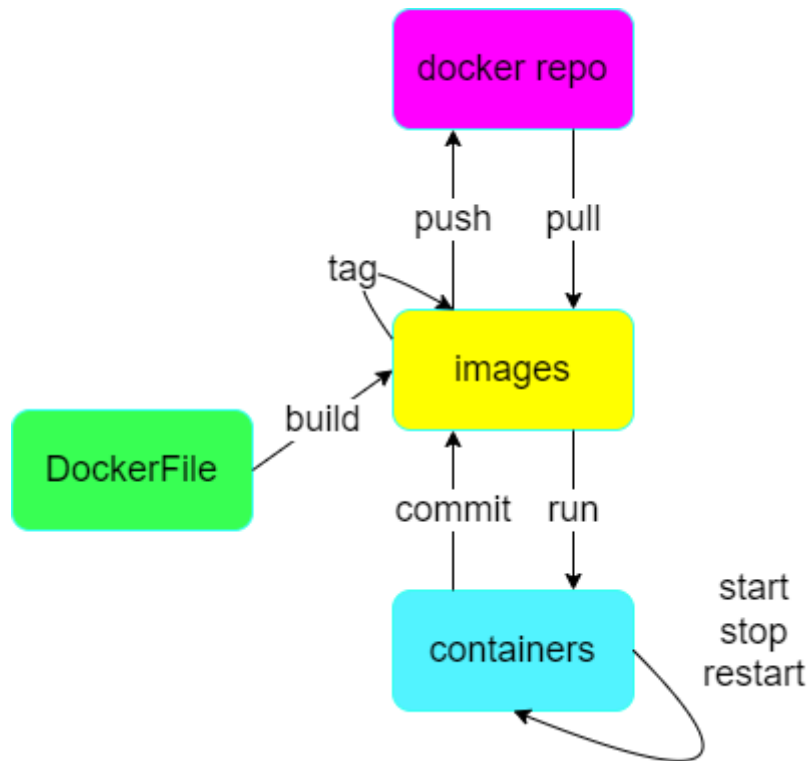 docker repo
push
pull
tag
images
build
DockerFile
commit
run
start
stop
restart
containers